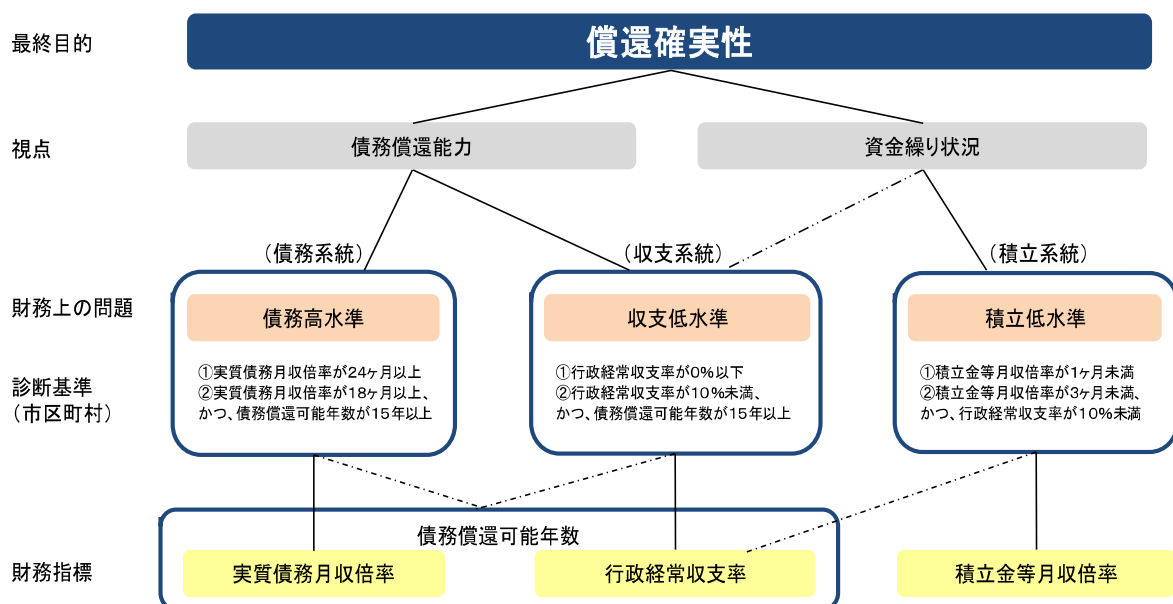 最終目的
償還確実性
視点
債務償還能力
資金繰り状況
（債務系統）
（収支系統）
（積立系統）
財務上の問題
債務高水準
収支低水準
積立低水準
診断基準
（市区町村）
①実質債務月収倍率が24ヶ月以上
②実質債務月収倍率が18ヶ月以上、
かつ、債務償還可能年数が15年以上
①行政経常収支率が0%以下
②行政経常収支率が10%未満、
かつ、債務償還可能年数が15年以上
①積立金等月収倍率が1ヶ月未満
②積立金等月収倍率が3ヶ月未満、
かつ、行政経常収支率が10%未満
債務償還可能年数
財務指標
実質債務月収倍率
行政経常収支率
積立金等月収倍率